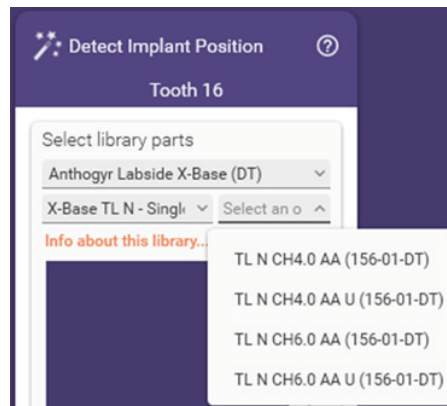 Detect Implant Position
Tooth 16
Select library parts
Anthogyr Labside X-Base (DT)
X-Base TL N - Single
Select an o
Info about this library...
TL N CH4.0 AA (156-01-DT)
TL N CH4.0 AA U (156-01-DT)
TL N CH6.0 AA (156-01-DT)
TL N CH6.0 AA U (156-01-DT)